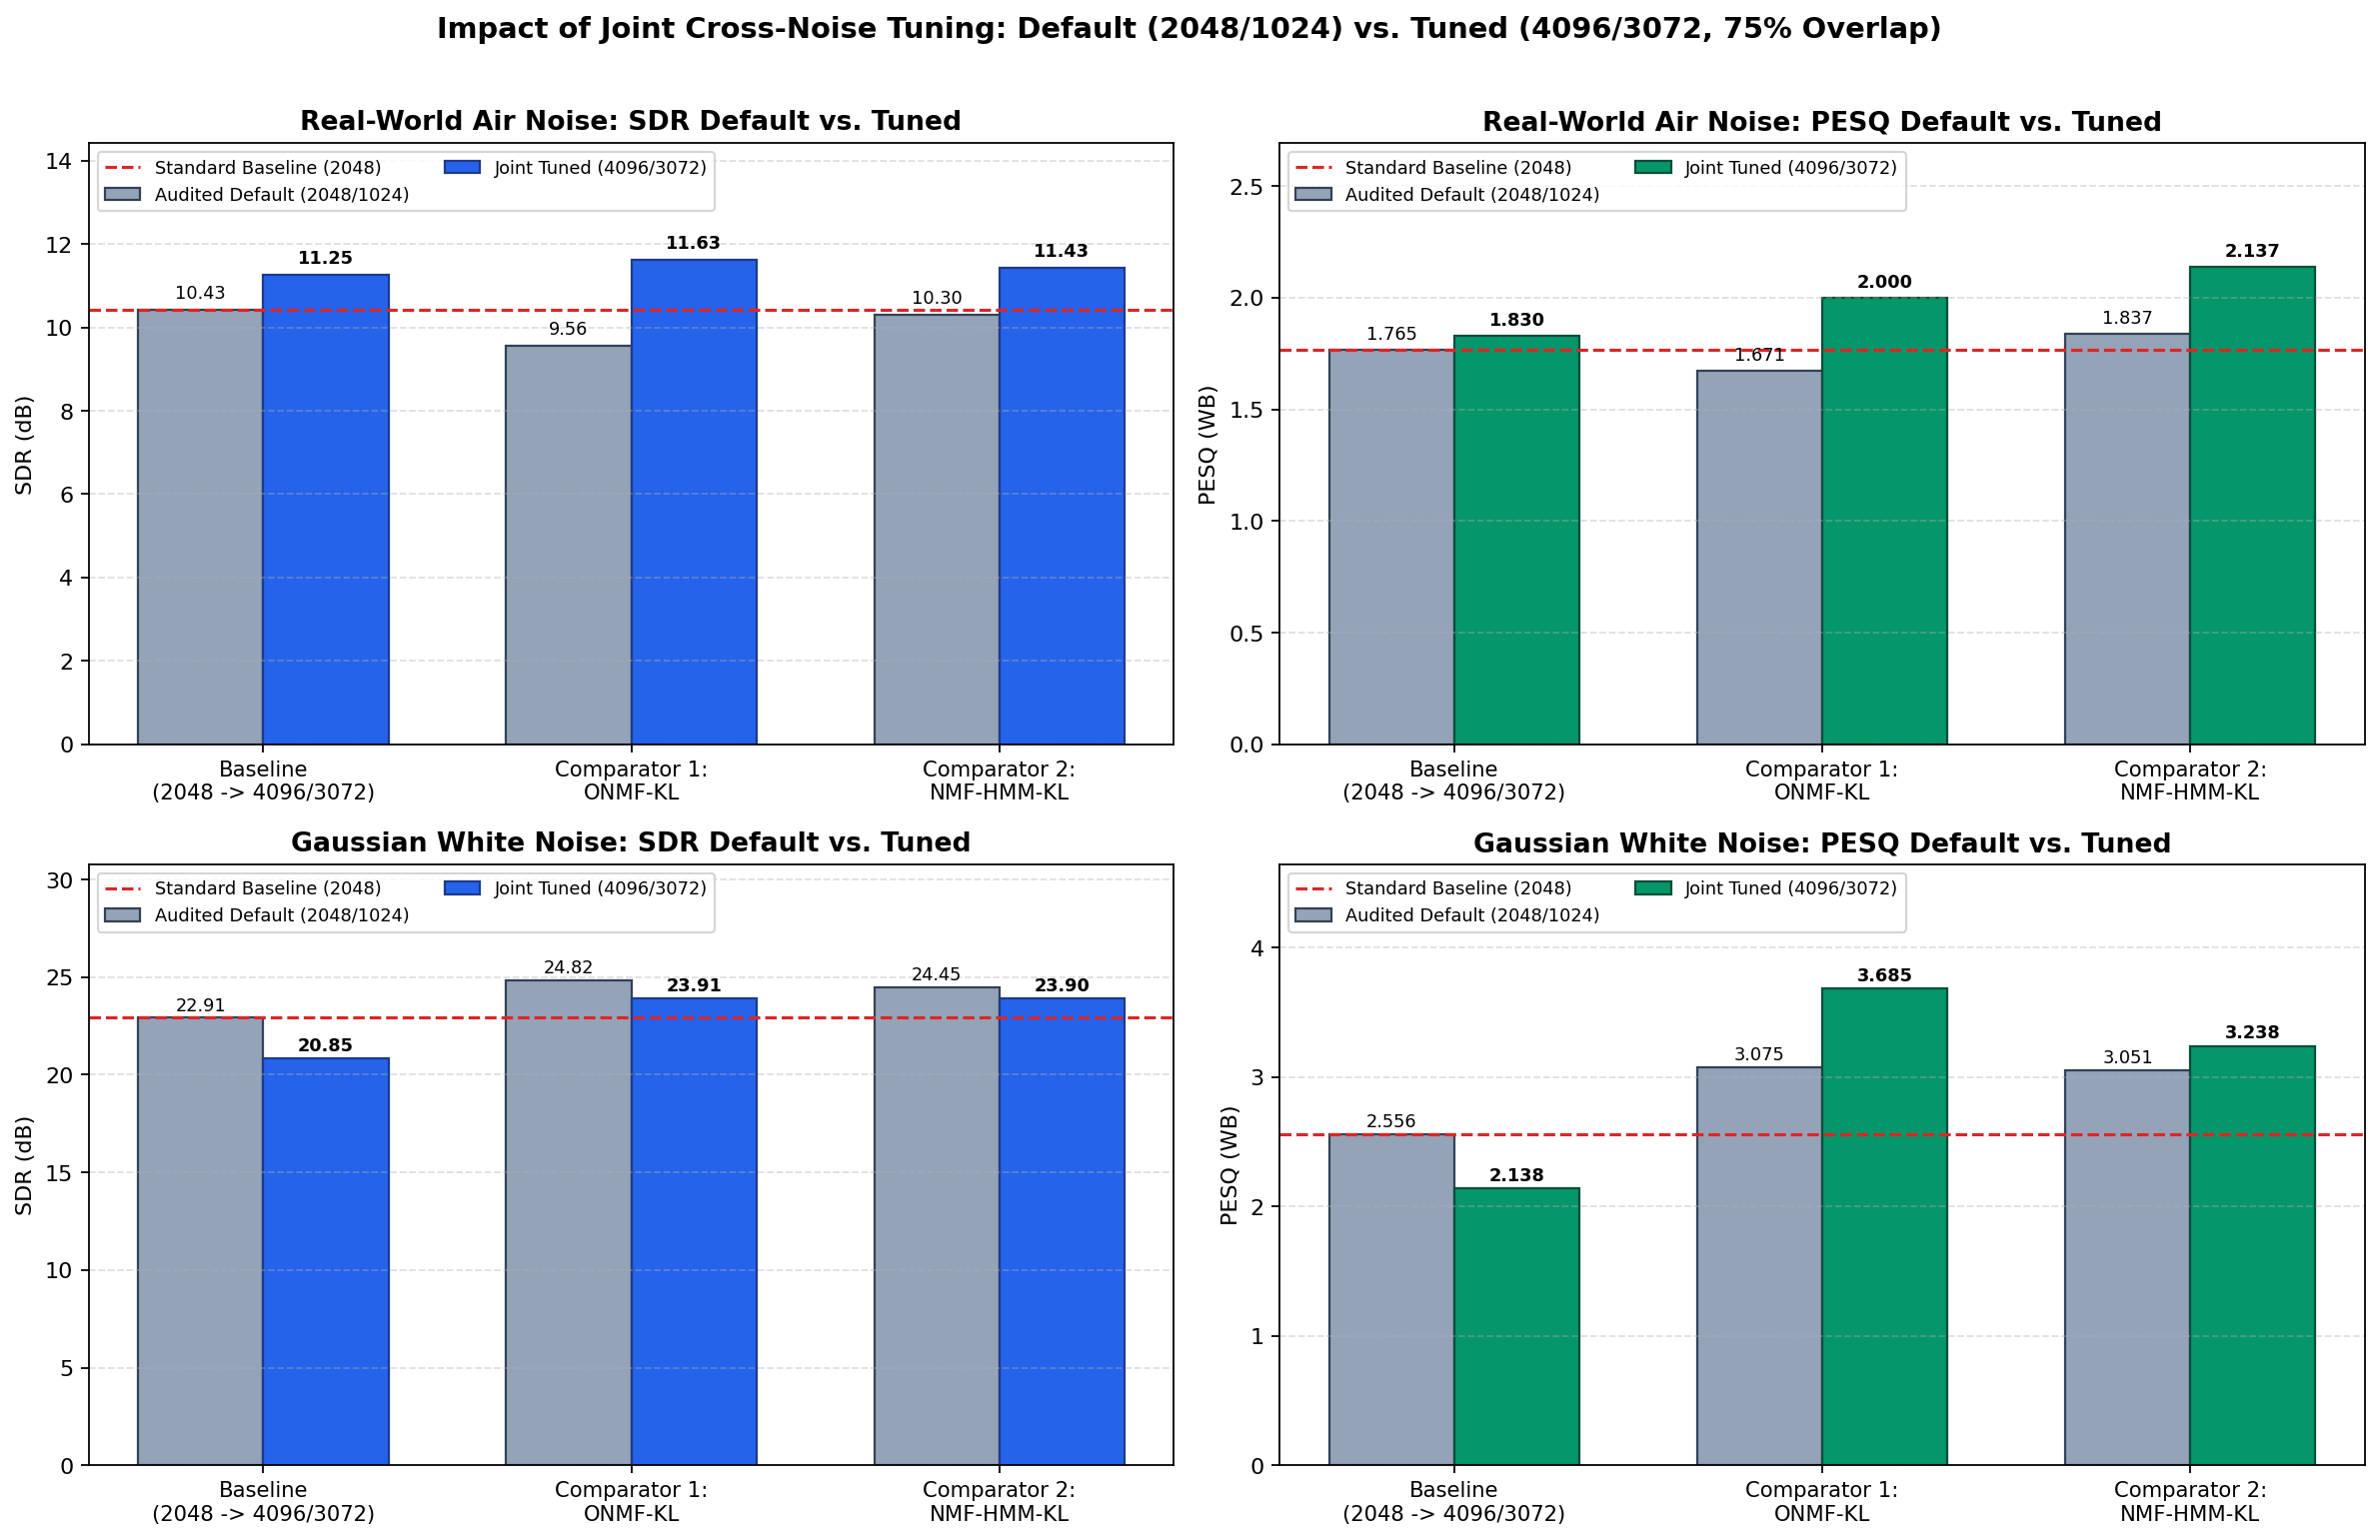 Impact of Joint Cross-Noise Tuning: Default (2048/1024) vs. Tuned (4096/3072, 75% Overlap)
Real-World Air Noise: SDR Default vs. Tuned
Standard Baseline (2048)
Audited Default (2048/1024)
Joint Tuned (4096/3072)
SDR (dB)
14
12
10
8
6
4
2
0
10.43
11.25
9.56
11.63
10.30
11.43
Baseline
(2048 -> 4096/3072)
Comparator 1:
ONMF-KL
Comparator 2:
NMF-HMM-KL
Real-World Air Noise: PESQ Default vs. Tuned
Standard Baseline (2048)
Audited Default (2048/1024)
Joint Tuned (4096/3072)
PESQ (WB)
2.5
2.0
1.5
1.0
0.5
0.0
1.765
1.830
1.671
2.000
1.837
2.137
Baseline
(2048 -> 4096/3072)
Comparator 1:
ONMF-KL
Comparator 2:
NMF-HMM-KL
Gaussian White Noise: SDR Default vs. Tuned
Standard Baseline (2048)
Audited Default (2048/1024)
Joint Tuned (4096/3072)
SDR (dB)
30
25
20
15
10
5
0
22.91
20.85
24.82
23.91
24.45
23.90
Baseline
(2048 -> 4096/3072)
Comparator 1:
ONMF-KL
Comparator 2:
NMF-HMM-KL
Gaussian White Noise: PESQ Default vs. Tuned
Standard Baseline (2048)
Audited Default (2048/1024)
Joint Tuned (4096/3072)
PESQ (WB)
4
3
2
1
0
2.556
2.138
3.075
3.685
3.051
3.238
Baseline
(2048 -> 4096/3072)
Comparator 1:
ONMF-KL
Comparator 2:
NMF-HMM-KL